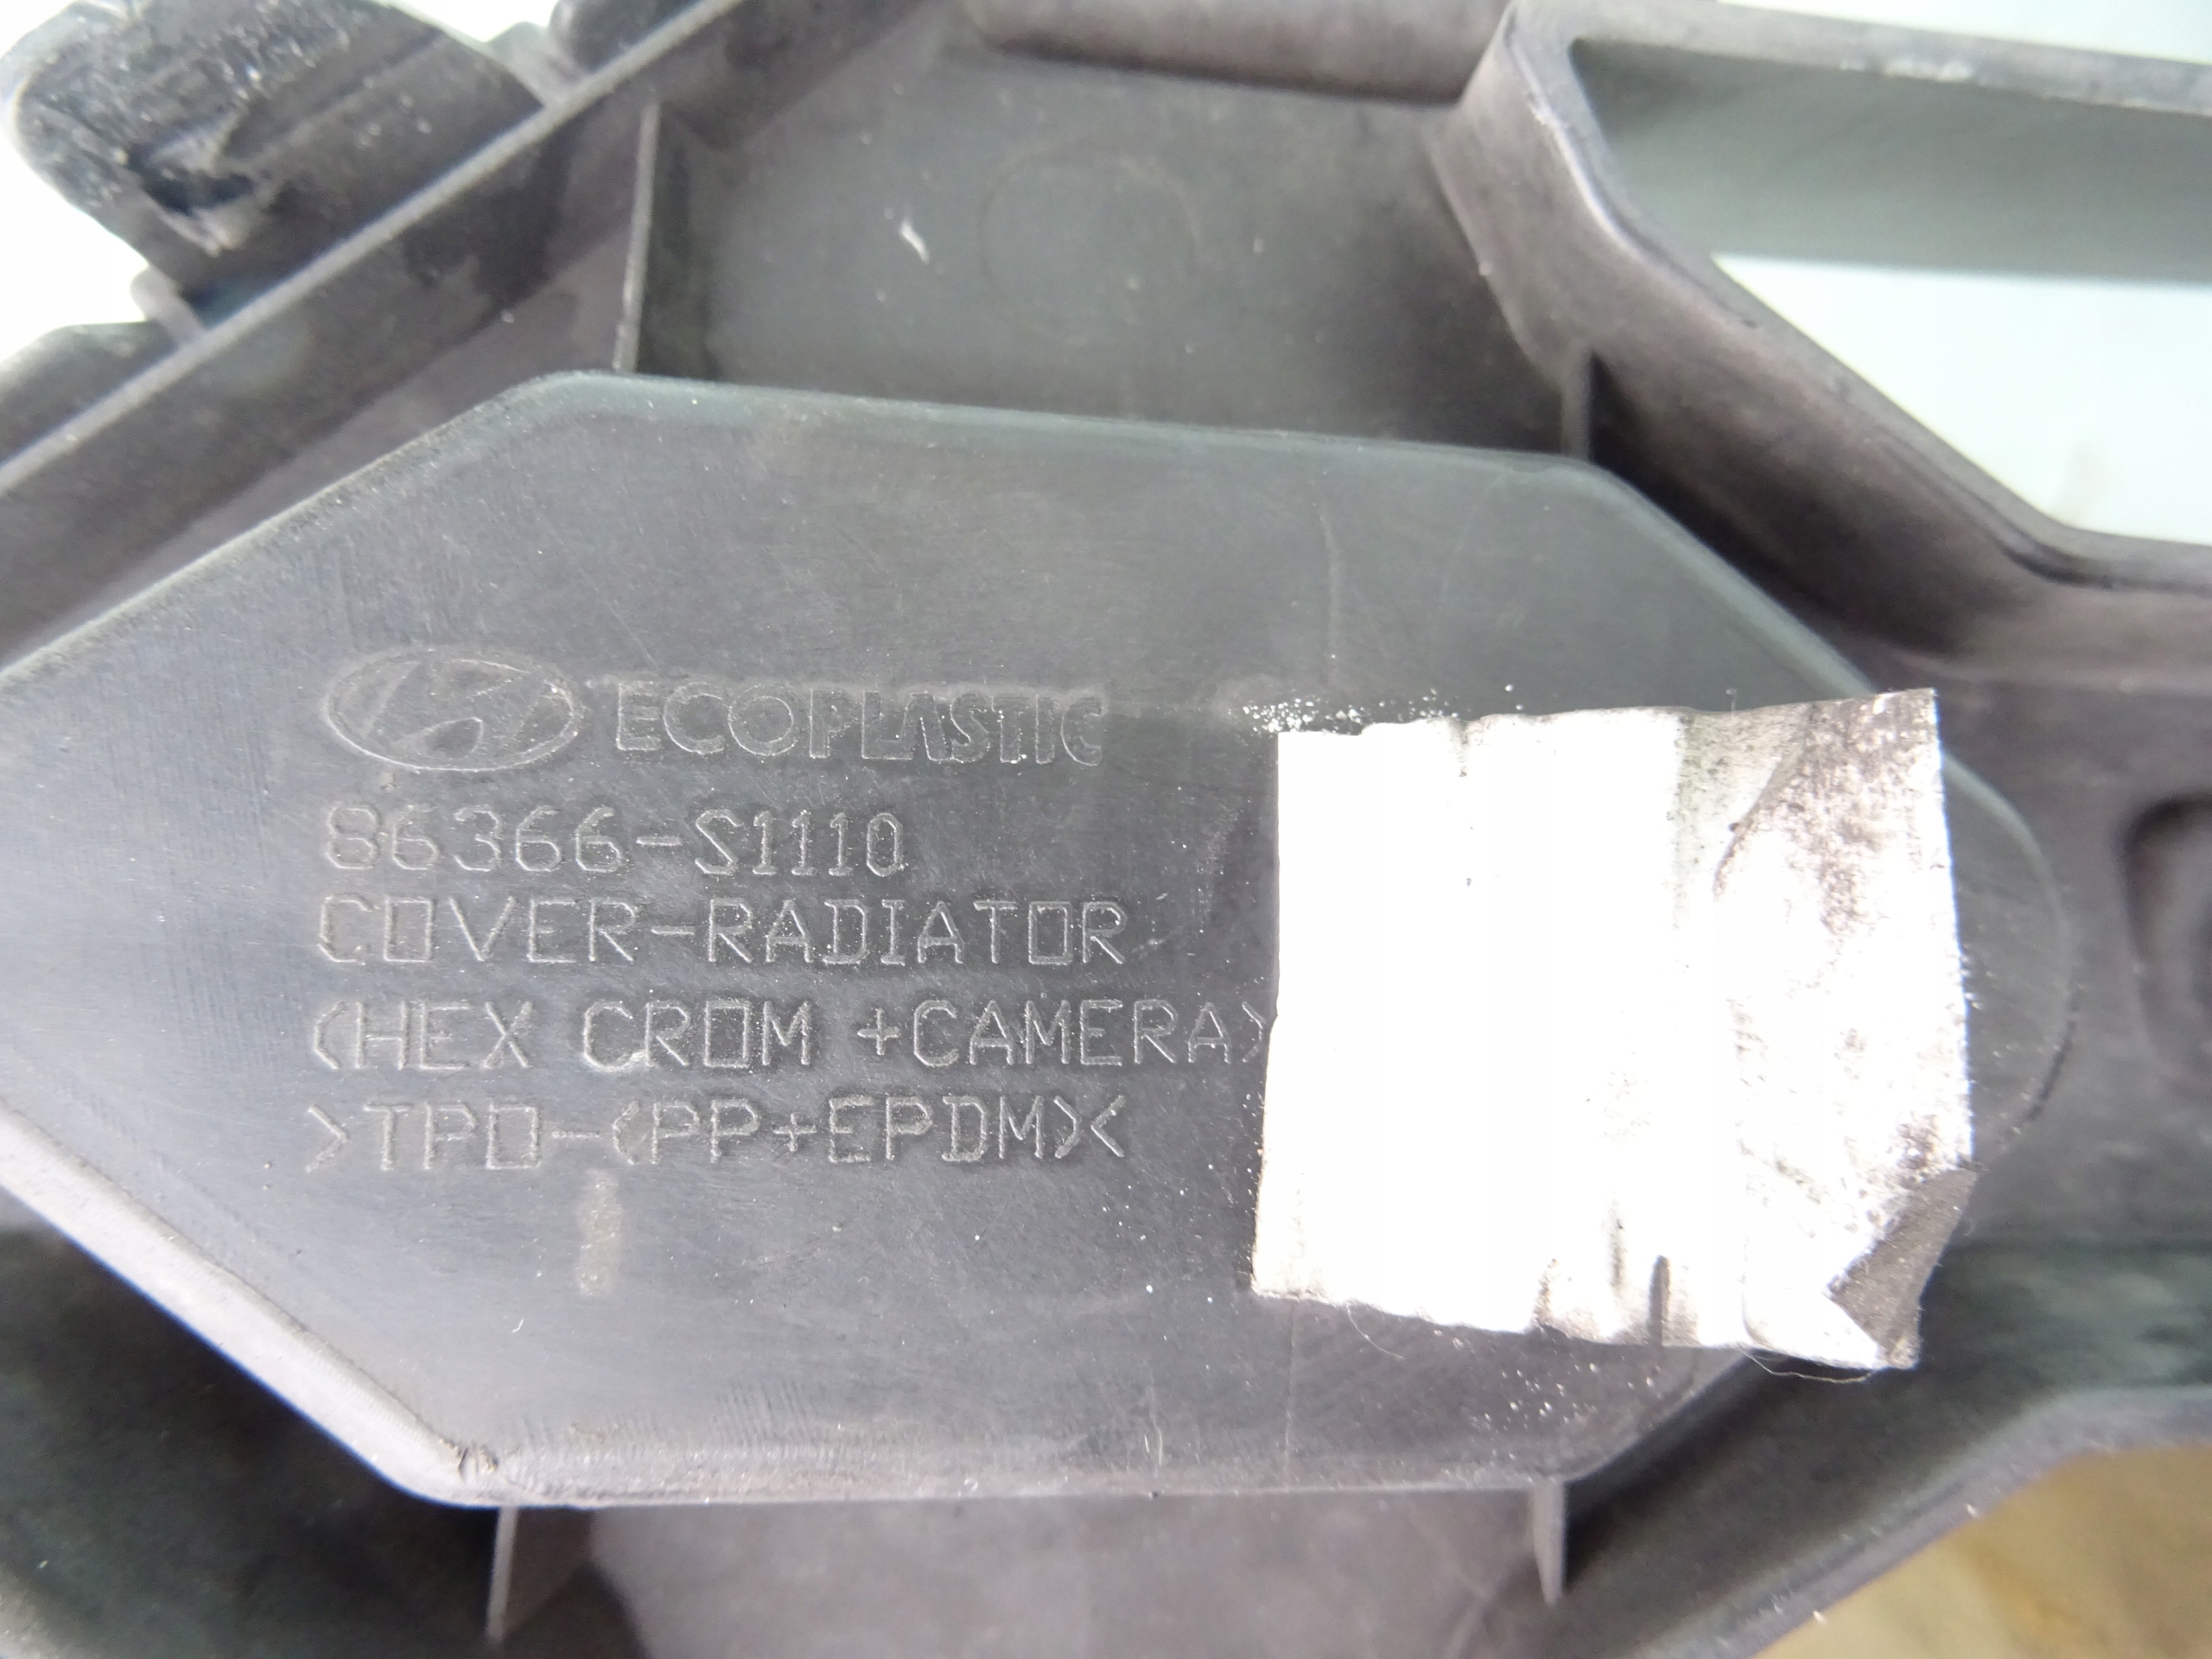 ECOPLASTIC
86366-S1110
COVER-RADIATOR
(HEX CROM +CAMERA)
>TPO-(PP+EPDM)<